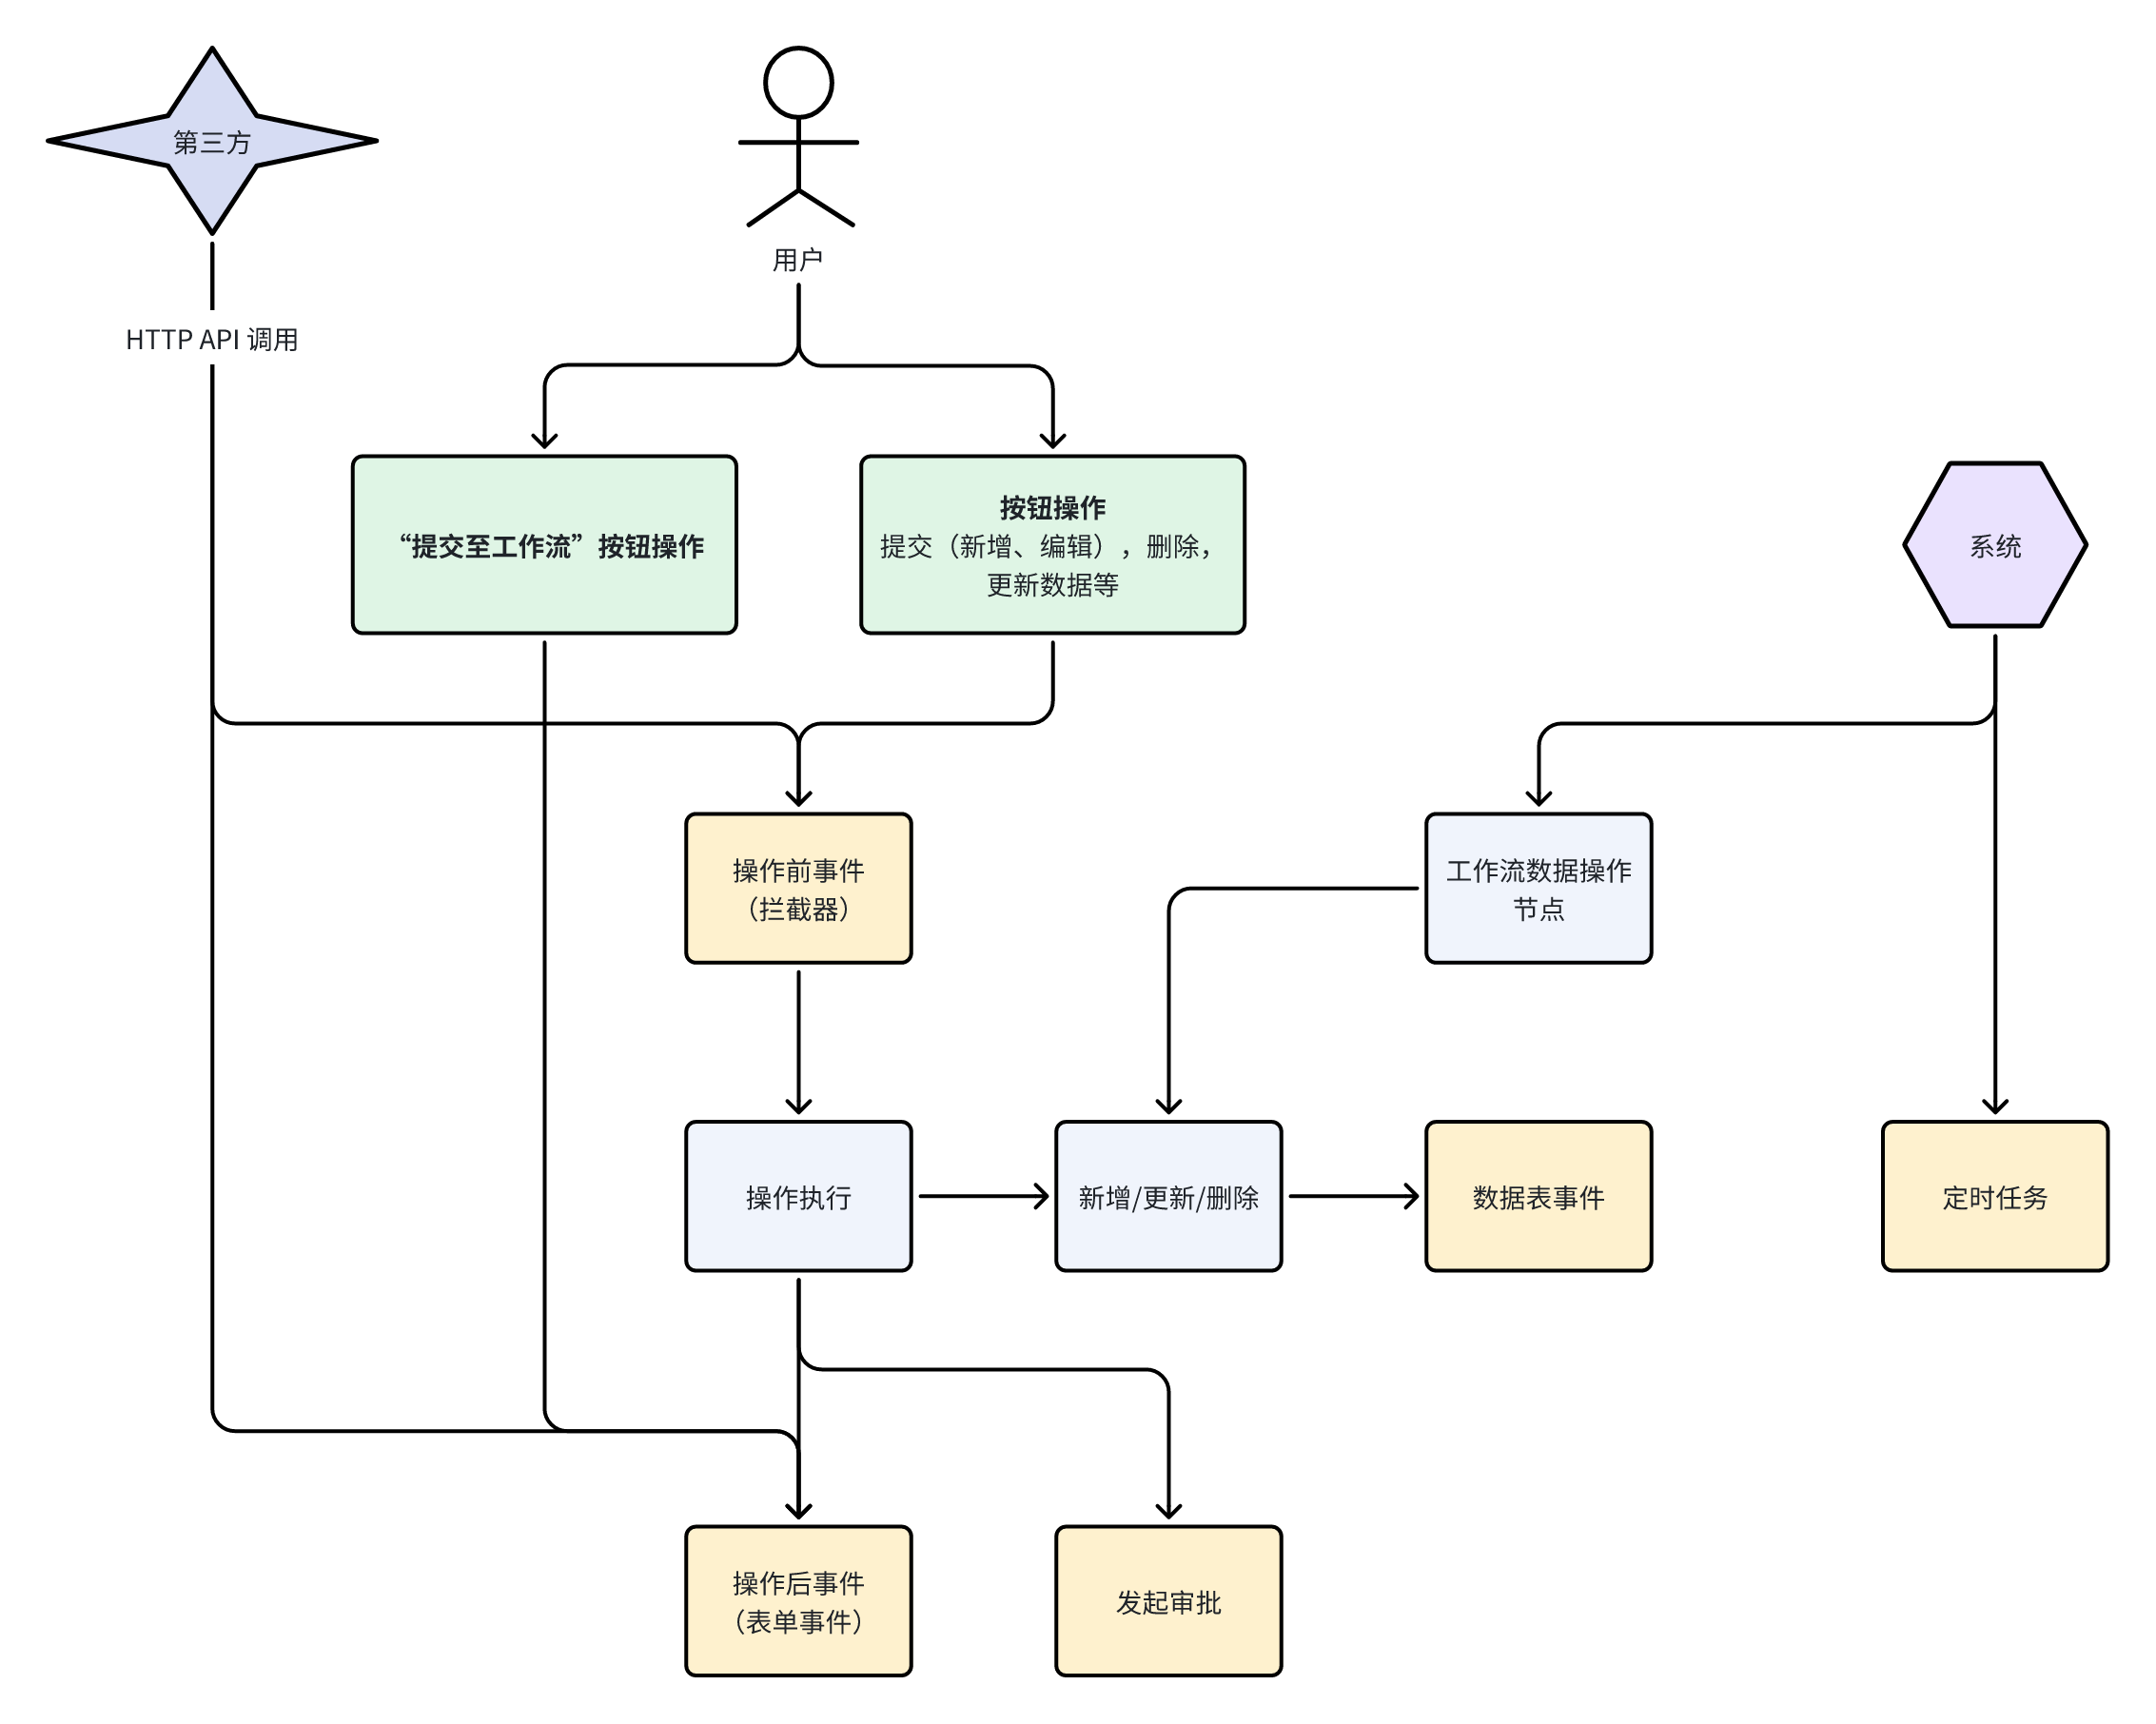 第三方
用户
HTTP API 调用
“提交至工作流”按钮操作
按钮操作
提交（新增、编辑），删除，
更新数据等
系统
操作前事件
（拦截器）
工作流数据操作
节点
操作执行
新增/更新/删除
数据表事件
定时任务
操作后事件
（表单事件）
发起审批